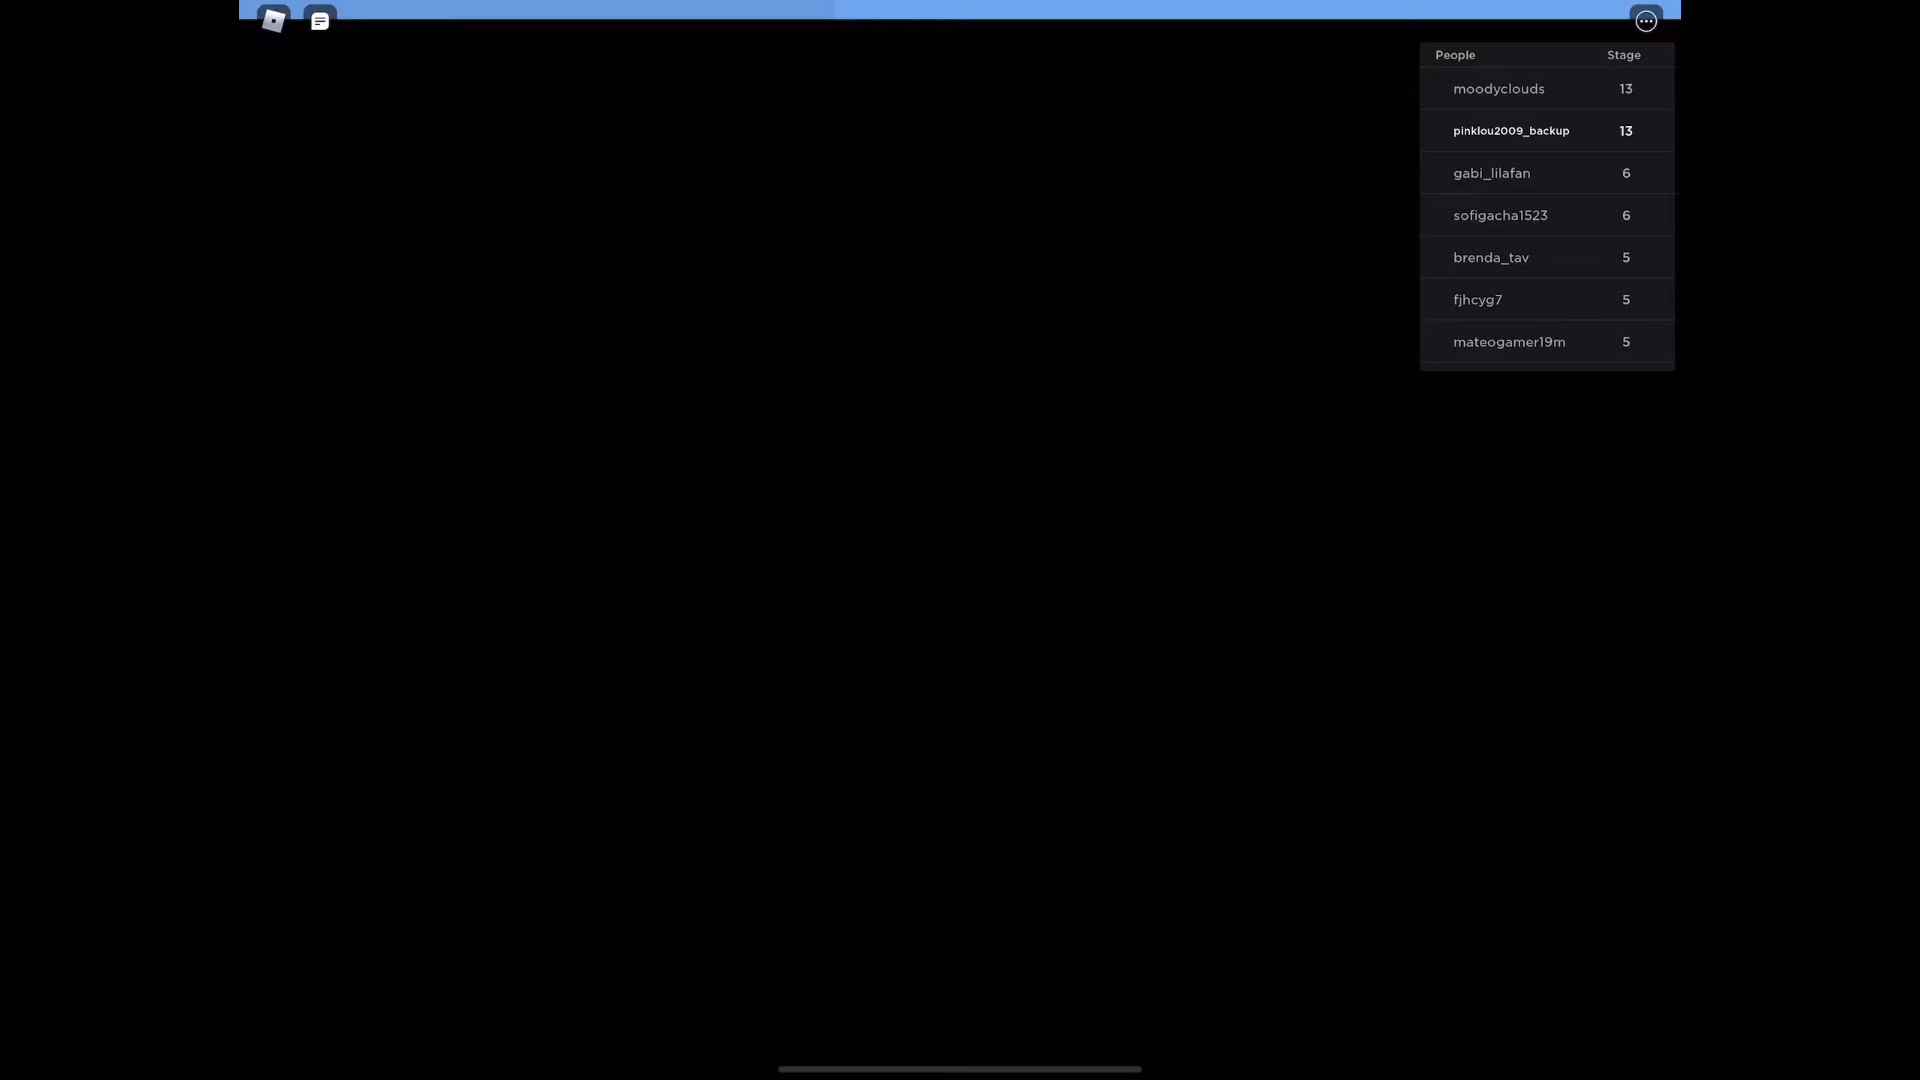 People Stage
moodyclouds 13
pinklou2009_backup 13
gabi_lilafan 6
sofigacha1523 6
brenda_tav 5
fjhcyg7 5
mateogamer19m 5